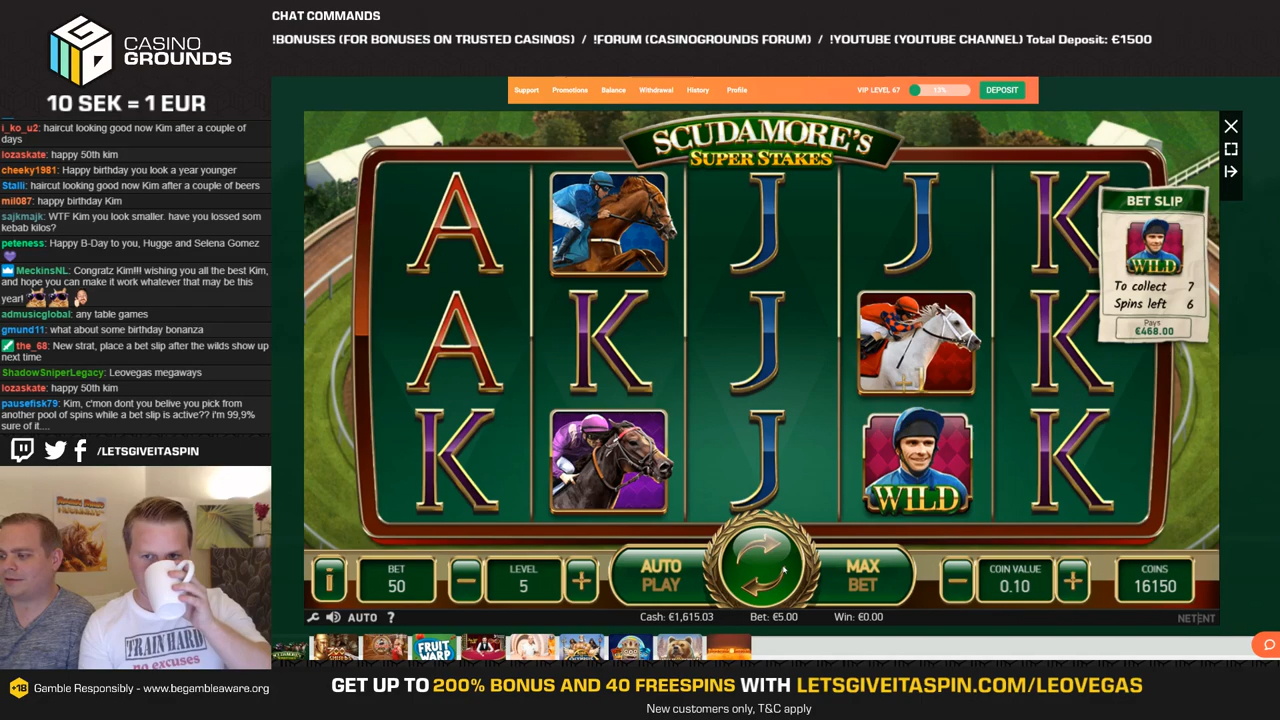 CHAT COMMANDS
!BONUSES (FOR BONUSES ON TRUSTED CASINOS) / !FORUM (CASINOGROUNDS FORUM) / !YOUTUBE (YOUTUBE CHANNEL) Total Deposit: €1500
CASINO
GROUNDS
10 SEK = 1 EUR
i_ko_u2: haircut looking good now Kim after a couple of
days
iozaskate: happy 50th kim
cheeky1981: Happy birthday you look a year younger
Stalli: haircut looking good now Kim after a couple of beers
mil087: happy birthday Kim
sajkmajk: WTF Kim you look smaller. have you lossed som
kebab kilos?
peteness: Happy B-Day to you, Hugge and Selena Gomez
MeckinsNL: Congratz Kim!!! wishing you all the best Kim,
and hope you can make it work whatever that may be this
year!
admusicglobal: any table games
gmund11: what about some birthday bonanza
the_68: New strat, place a bet slip after the wilds show up
next time
ShadowSniperLegacy: Leovegas megaways
iozaskate: happy 50th kim
pausefisk79: Kim, c'mon dont you belive you pick from
another pool of spins while a bet slip is active?? i'm 99,9%
sure of it....
/LETSGIVEITASPIN
Support Promotions Balance Withdrawal History Profile VIP LEVEL 67 13% DEPOSIT
SCUDAMORE'S
SUPER STAKES
A J J K
A K J K
K J WILD K
BET SLIP
WILD
To collect 7
Spins left 6
Pays
€468.00
BET
50
LEVEL
5
AUTO
PLAY
MAX
BET
COIN VALUE
0.10
COINS
16150
AUTO ? Cash: €1,615.03 Bet: €5.00 Win: €0.00 NETENT
FRUIT
WARP
TRAIN HARD
no excuses
+18 Gamble Responsibly - www.begambleaware.org
GET UP TO 200% BONUS AND 40 FREESPINS WITH LETSGIVEITASPIN.COM/LEOVEGAS
New customers only, T&C apply